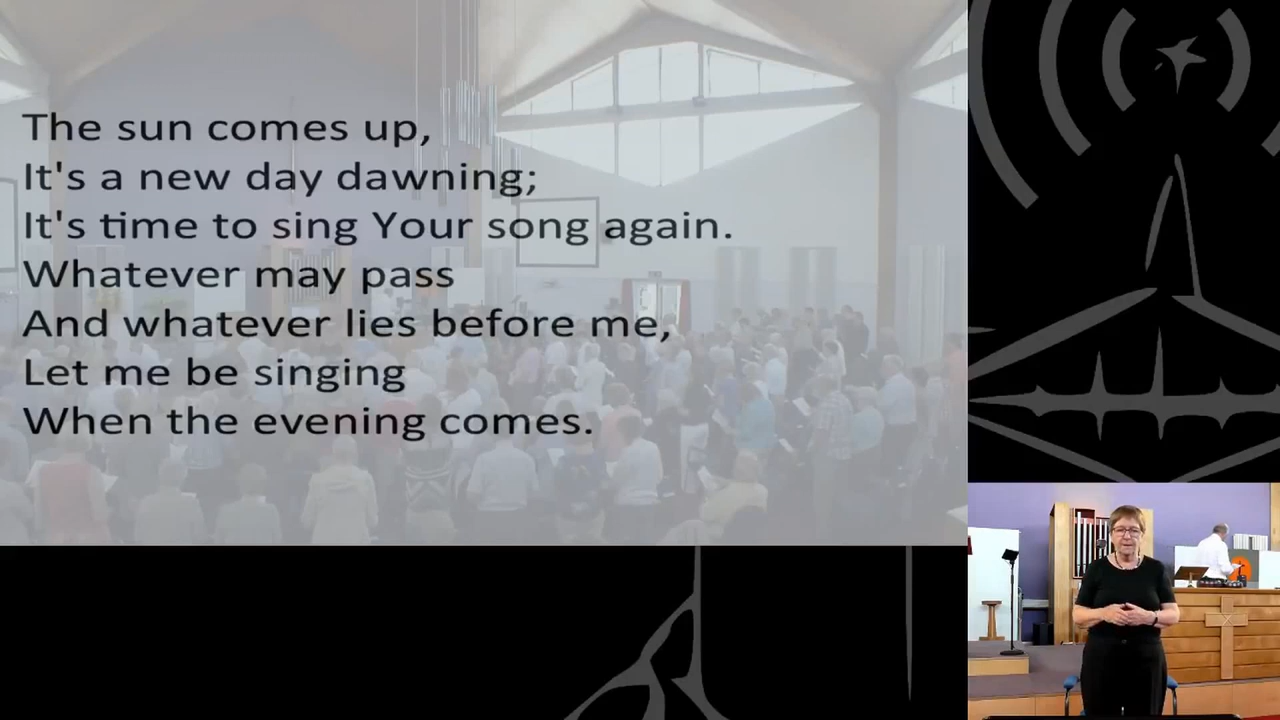 The sun comes up,
It's a new day dawning;
It's time to sing Your song again.
Whatever may pass
And whatever lies before me,
Let me be singing
When the evening comes.